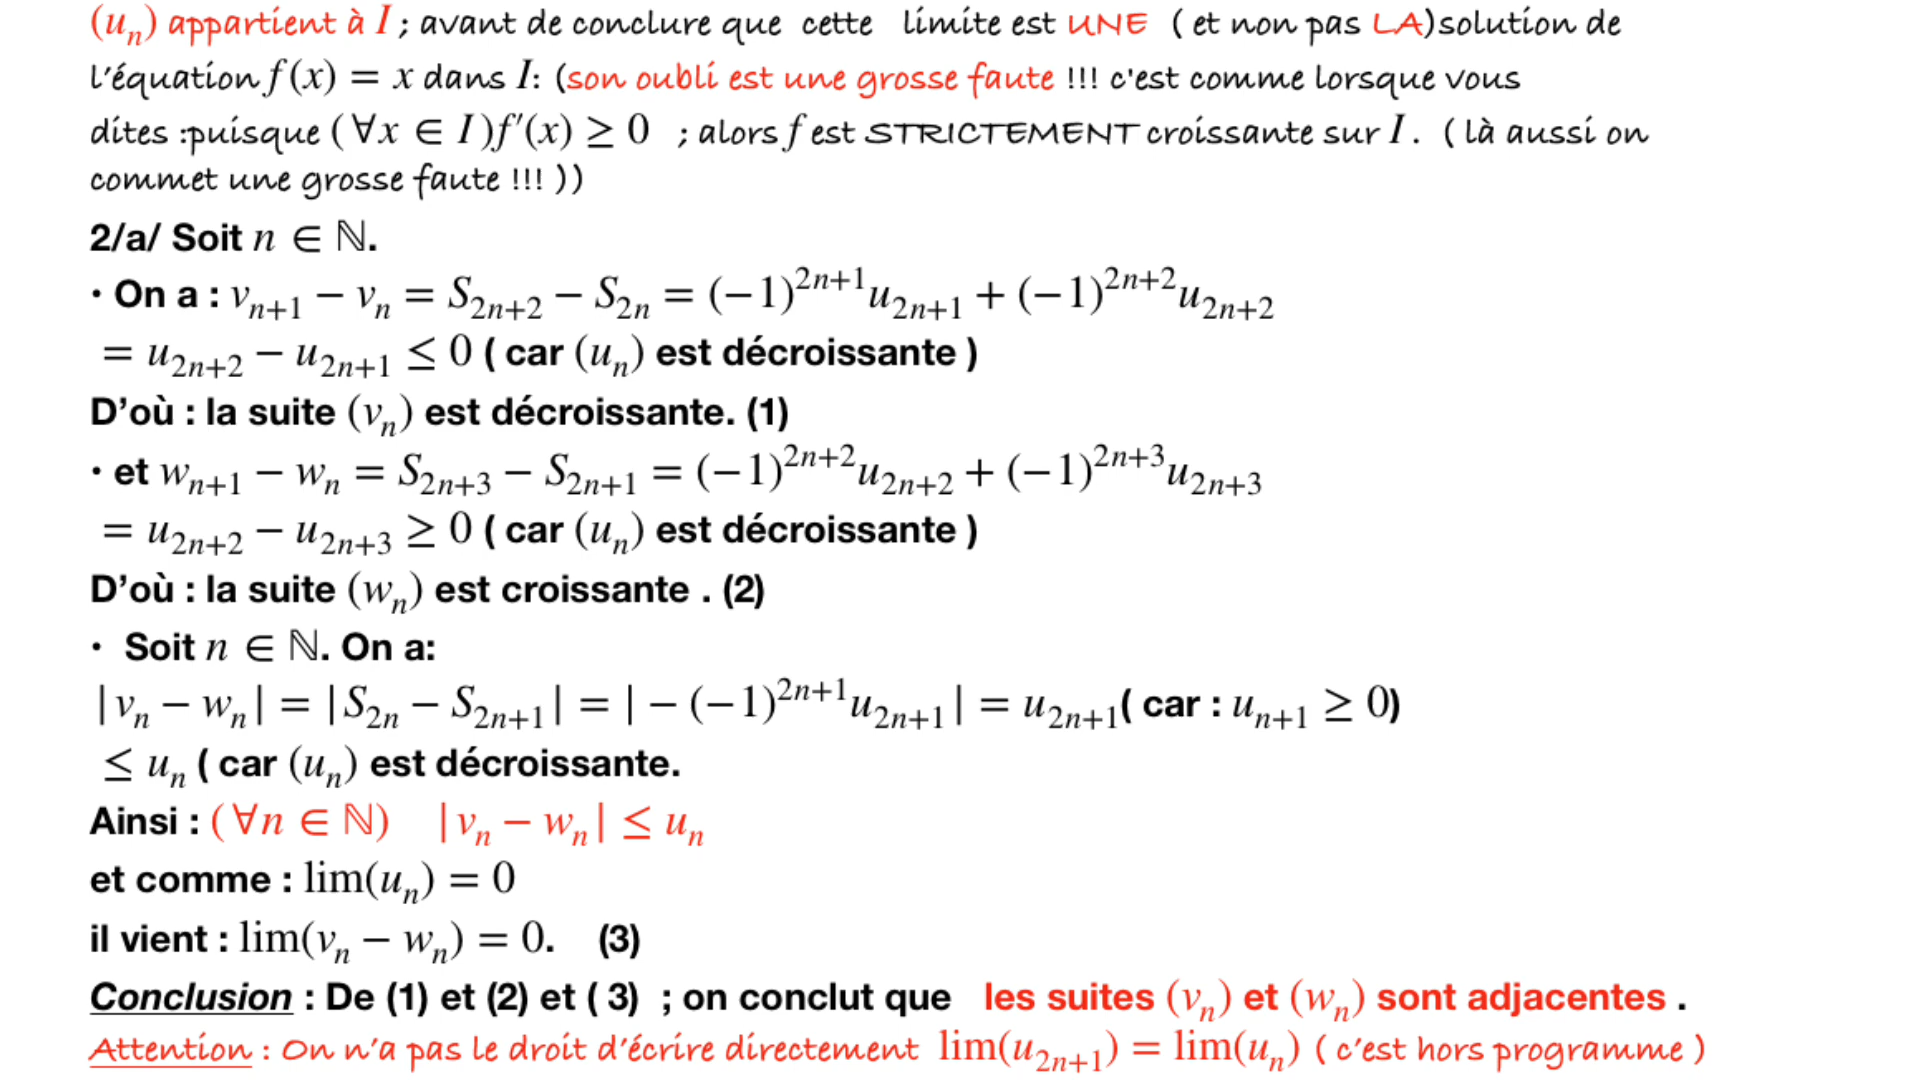 (uₙ) appartient à I ; avant de conclure que cette limite est UNE ( et non pas LA)solution de
l'équation f(x) = x dans I: (son oubli est une grosse faute !!! c'est comme lorsque vous
dites :puisque (∀x ∈ I)f′(x) ≥ 0 ; alors f est STRICTEMENT croissante sur I . ( là aussi on
commet une grosse faute !!! ))
2/a/ Soit n ∈ ℕ.
• On a : vₙ₊₁ − vₙ = S₂ₙ₊₂ − S₂ₙ = (−1)²ⁿ⁺¹u₂ₙ₊₁ + (−1)²ⁿ⁺²u₂ₙ₊₂
= u₂ₙ₊₂ − u₂ₙ₊₁ ≤ 0 ( car (uₙ) est décroissante )
D'où : la suite (vₙ) est décroissante. (1)
• et wₙ₊₁ − wₙ = S₂ₙ₊₃ − S₂ₙ₊₁ = (−1)²ⁿ⁺²u₂ₙ₊₂ + (−1)²ⁿ⁺³u₂ₙ₊₃
= u₂ₙ₊₂ − u₂ₙ₊₃ ≥ 0 ( car (uₙ) est décroissante )
D'où : la suite (wₙ) est croissante . (2)
• Soit n ∈ ℕ. On a:
|vₙ − wₙ| = |S₂ₙ − S₂ₙ₊₁| = | − (−1)²ⁿ⁺¹u₂ₙ₊₁| = u₂ₙ₊₁( car : uₙ₊₁ ≥ 0)
≤ uₙ ( car (uₙ) est décroissante.
Ainsi : (∀n ∈ ℕ) |vₙ − wₙ| ≤ uₙ
et comme : lim(uₙ) = 0
il vient : lim(vₙ − wₙ) = 0. (3)
Conclusion : De (1) et (2) et ( 3) ; on conclut que les suites (vₙ) et (wₙ) sont adjacentes .
Attention : On n'a pas le droit d'écrire directement lim(u₂ₙ₊₁) = lim(uₙ) ( c'est hors programme )